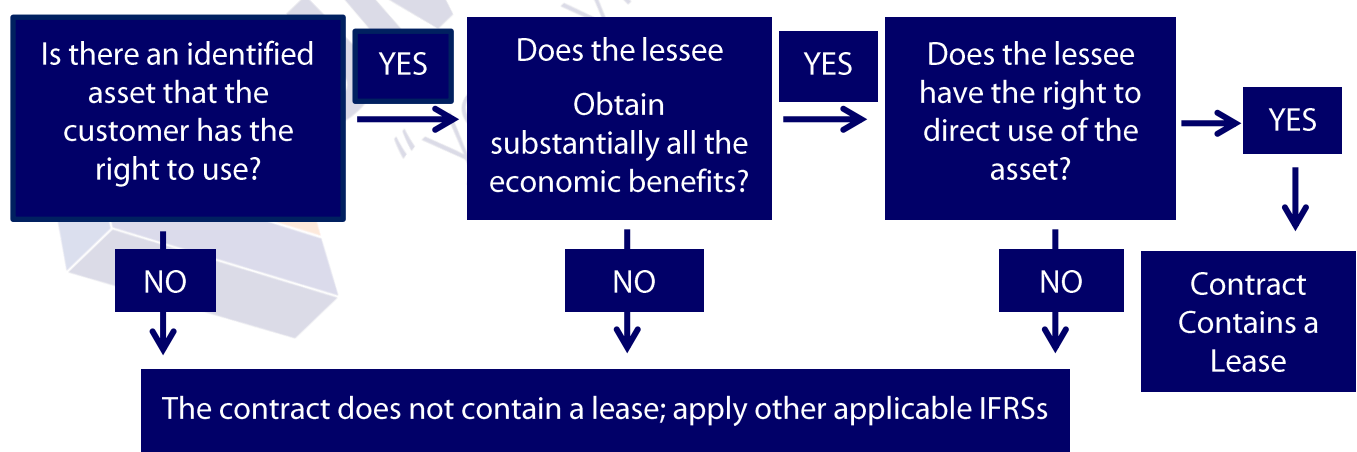 Is there an identified
asset that the
customer has the
right to use?
YES
Does the lessee
Obtain
substantially all the
economic benefits?
YES
Does the lessee
have the right to
direct use of the
asset?
YES
NO
NO
NO
Contract
Contains a
Lease
The contract does not contain a lease; apply other applicable IFRSs